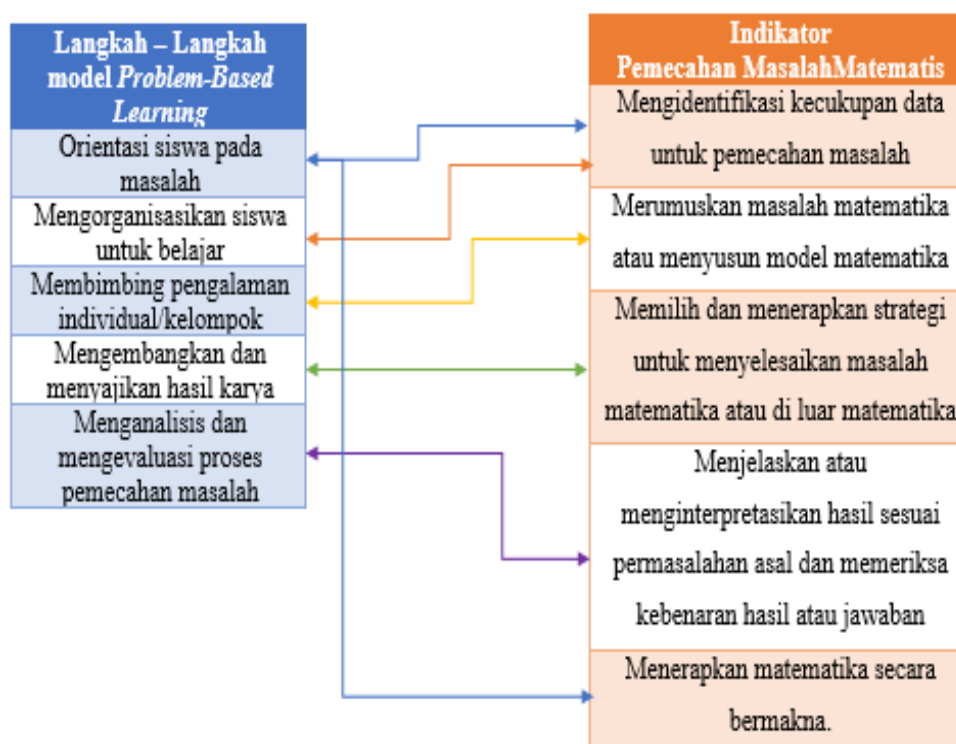 Langkah – Langkah
model Problem-Based
Learning
Orientasi siswa pada
masalah
Mengorganisasikan siswa
untuk belajar
Membimbing pengalaman
individual/kelompok
Mengembangkan dan
menyajikan hasil karya
Menganalisis dan
mengevaluasi proses
pemecahan masalah
Indikator
Pemecahan MasalahMatematis
Mengidentifikasi kecukupan data
untuk pemecahan masalah
Merumuskan masalah matematika
atau menyusun model matematika
Memilih dan menerapkan strategi
untuk menyelesaikan masalah
matematika atau di luar matematika
Menjelaskan atau
menginterpretasikan hasil sesuai
permasalahan asal dan memeriksa
kebenaran hasil atau jawaban
Menerapkan matematika secara
bermakna.